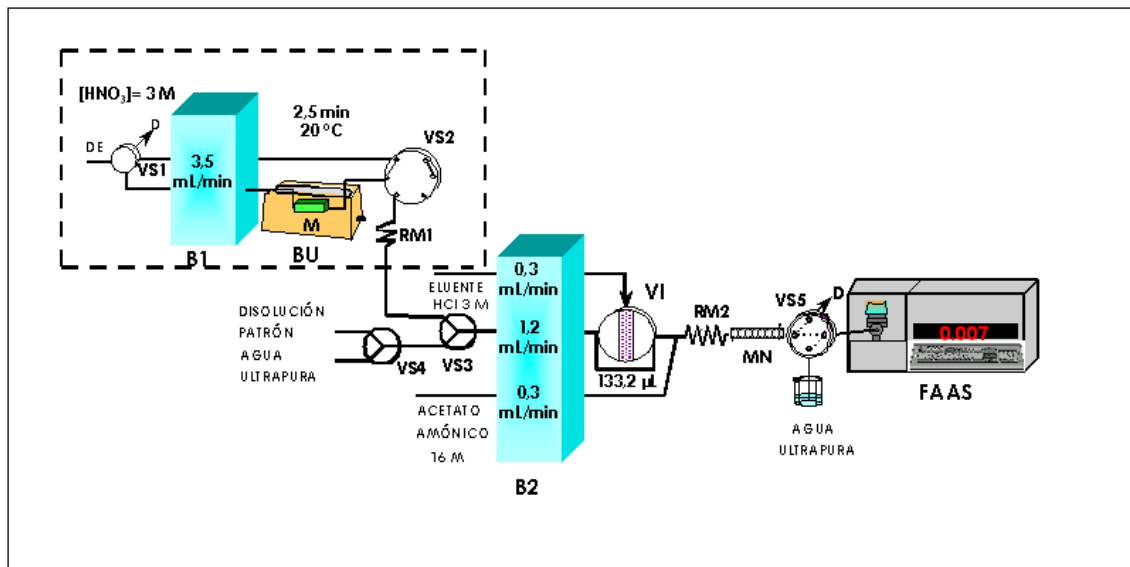 [HNO3]= 3 M
2,5 min
20 ºC
VS2
D
DE
VS1
3,5
mL/min
M
RM1
B1
BU
ELUENTE
HCl 3 M
0,3
mL/min
VI
RM2
VS5
D
DISOLUCIÓN
PATRÓN
AGUA
ULTRAPURA
VS4
VS3
1,2
mL/min
133,2 µL
MN
0.007
FAAS
ACETATO
AMÓNICO
16 M
0,3
mL/min
AGUA
ULTRAPURA
B2